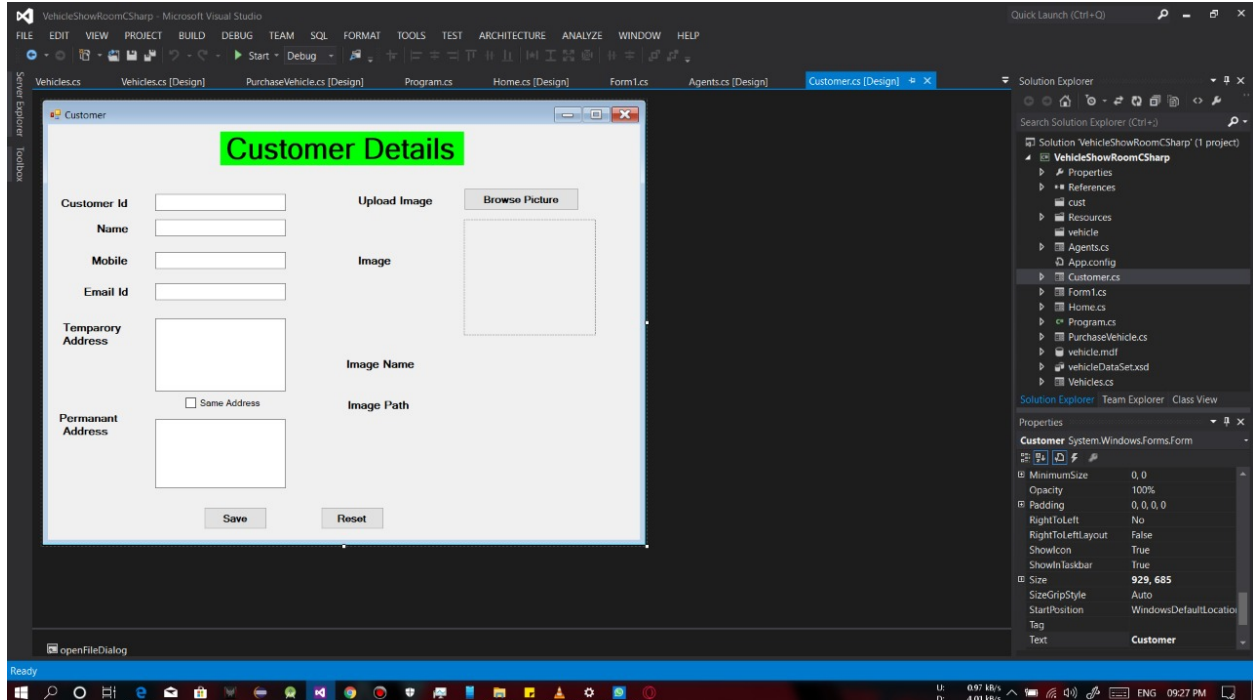 VehicleShowRoomCSharp - Microsoft Visual Studio
Quick Launch (Ctrl+Q)
FILE EDIT VIEW PROJECT BUILD DEBUG TEAM SQL FORMAT TOOLS TEST ARCHITECTURE ANALYZE WINDOW HELP
Start Debug
Server Explorer
Toolbox
Vehicles.cs Vehicles.cs [Design] PurchaseVehicle.cs [Design] Program.cs Home.cs [Design] Form1.cs Agents.cs [Design] Customer.cs [Design]
Customer
Customer Details
Customer Id
Name
Mobile
Email Id
Temparory
Address
Same Address
Permanant
Address
Save Reset
Upload Image Browse Picture
Image
Image Name
Image Path
openFileDialog
Solution Explorer
Search Solution Explorer (Ctrl+;)
Solution 'VehicleShowRoomCSharp' (1 project)
VehicleShowRoomCSharp
Properties
References
cust
Resources
vehicle
Agents.cs
App.config
Customer.cs
Form1.cs
Home.cs
Program.cs
PurchaseVehicle.cs
vehicle.mdf
vehicleDataSet.xsd
Vehicles.cs
Solution Explorer Team Explorer Class View
Properties
Customer System.Windows.Forms.Form
MinimumSize 0, 0
Opacity 100%
Padding 0, 0, 0, 0
RightToLeft No
RightToLeftLayout False
ShowIcon True
ShowInTaskbar True
Size 929, 685
SizeGripStyle Auto
StartPosition WindowsDefaultLocation
Tag
Text Customer
Ready
U: 0.97 kB/s
D: 4.01 kB/s
ENG 09:27 PM